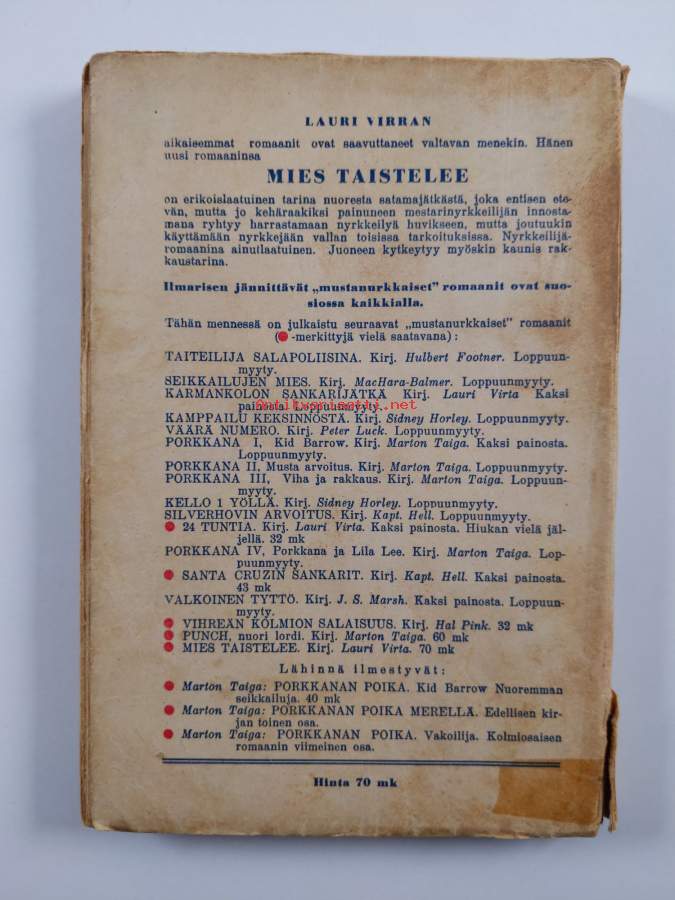 LAURI VIRRAN
aikaisemmat romaanit ovat saavuttaneet valtavan menekin. Hänen
uusi romaaninsa
MIES TAISTELEE
on erikoislaatuinen tarina nuoresta satamajätkästä, joka entisen ete-
vän, mutta jo kehäraakiksi painuneen mestarinyrkkeilijän innosta-
mana ryhtyy harrastamaan nyrkkeilyä huvikseen, mutta joutuukin
käyttämään nyrkkejään vallan toisissa tarkoituksissa. Nyrkkeilijä-
romaanina ainutlaatuinen. Juoneen kytkeytyy myöskin kaunis rak-
kaustarina.
Ilmarisen jännittävät „mustanurkkaiset" romaanit ovat suo-
siossa kaikkialla.
Tähän mennessä on julkaistu seuraavat „mustanurkkaiset" romaanit
(●-merkittyjä vielä saatavana):
TAITEILIJA SALAPOLIISINA. Kirj. Hulbert Footner. Loppuun-
myyty.
SEIKKAILUJEN MIES. Kirj. MacHara-Balmer. Loppuunmyyty.
KARMANKOLON SANKARIJÄTKÄ. Kirj. Lauri Virta Kaksi
painosta. Loppuunmyyty.
antikvariaatti.net
KAMPPAILU KEKSINNÖSTÄ. Kirj. Sidney Horley. Loppuunmyyty.
VÄÄRÄ NUMERO. Kirj. Peter Luck. Loppuunmyyty.
PORKKANA I, Kid Barrow. Kirj. Marton Taiga. Kaksi painosta.
Loppuunmyyty.
PORKKANA II, Musta arvoitus. Kirj. Marton Taiga. Loppuunmyyty.
PORKKANA III, Viha ja rakkaus. Kirj. Marton Taiga. Loppuun-
myyty.
KELLO 1 YÖLLÄ. Kirj. Sidney Horley. Loppuunmyyty.
SILVERHOVIN ARVOITUS. Kirj. Kapt. Hell. Loppuunmyyty.
● 24 TUNTIA. Kirj. Lauri Virta. Kaksi painosta. Hiukan vielä jäl-
jellä. 32 mk
PORKKANA IV, Porkkana ja Lila Lee. Kirj. Marton Taiga. Lop-
puunmyyty.
● SANTA CRUZIN SANKARIT. Kirj. Kapt. Hell. Kaksi painosta.
43 mk
VALKOINEN TYTTÖ. Kirj. J. S. Marsh. Kaksi painosta. Loppuun-
myyty.
● VIHREÄN KOLMION SALAISUUS. Kirj. Hal Pink. 32 mk
● PUNCH, nuori lordi. Kirj. Marton Taiga. 60 mk
● MIES TAISTELEE. Kirj. Lauri Virta. 70 mk
Lähinnä ilmestyvät:
● Marton Taiga: PORKKANAN POIKA. Kid Barrow Nuoremman
seikkailuja. 40 mk
● Marton Taiga: PORKKANAN POIKA MERELLÄ. Edellisen kir-
jan toinen osa.
● Marton Taiga: PORKKANAN POIKA. Vakoilija. Kolmiosaisen
romaanin viimeinen osa.
Hinta 70 mk